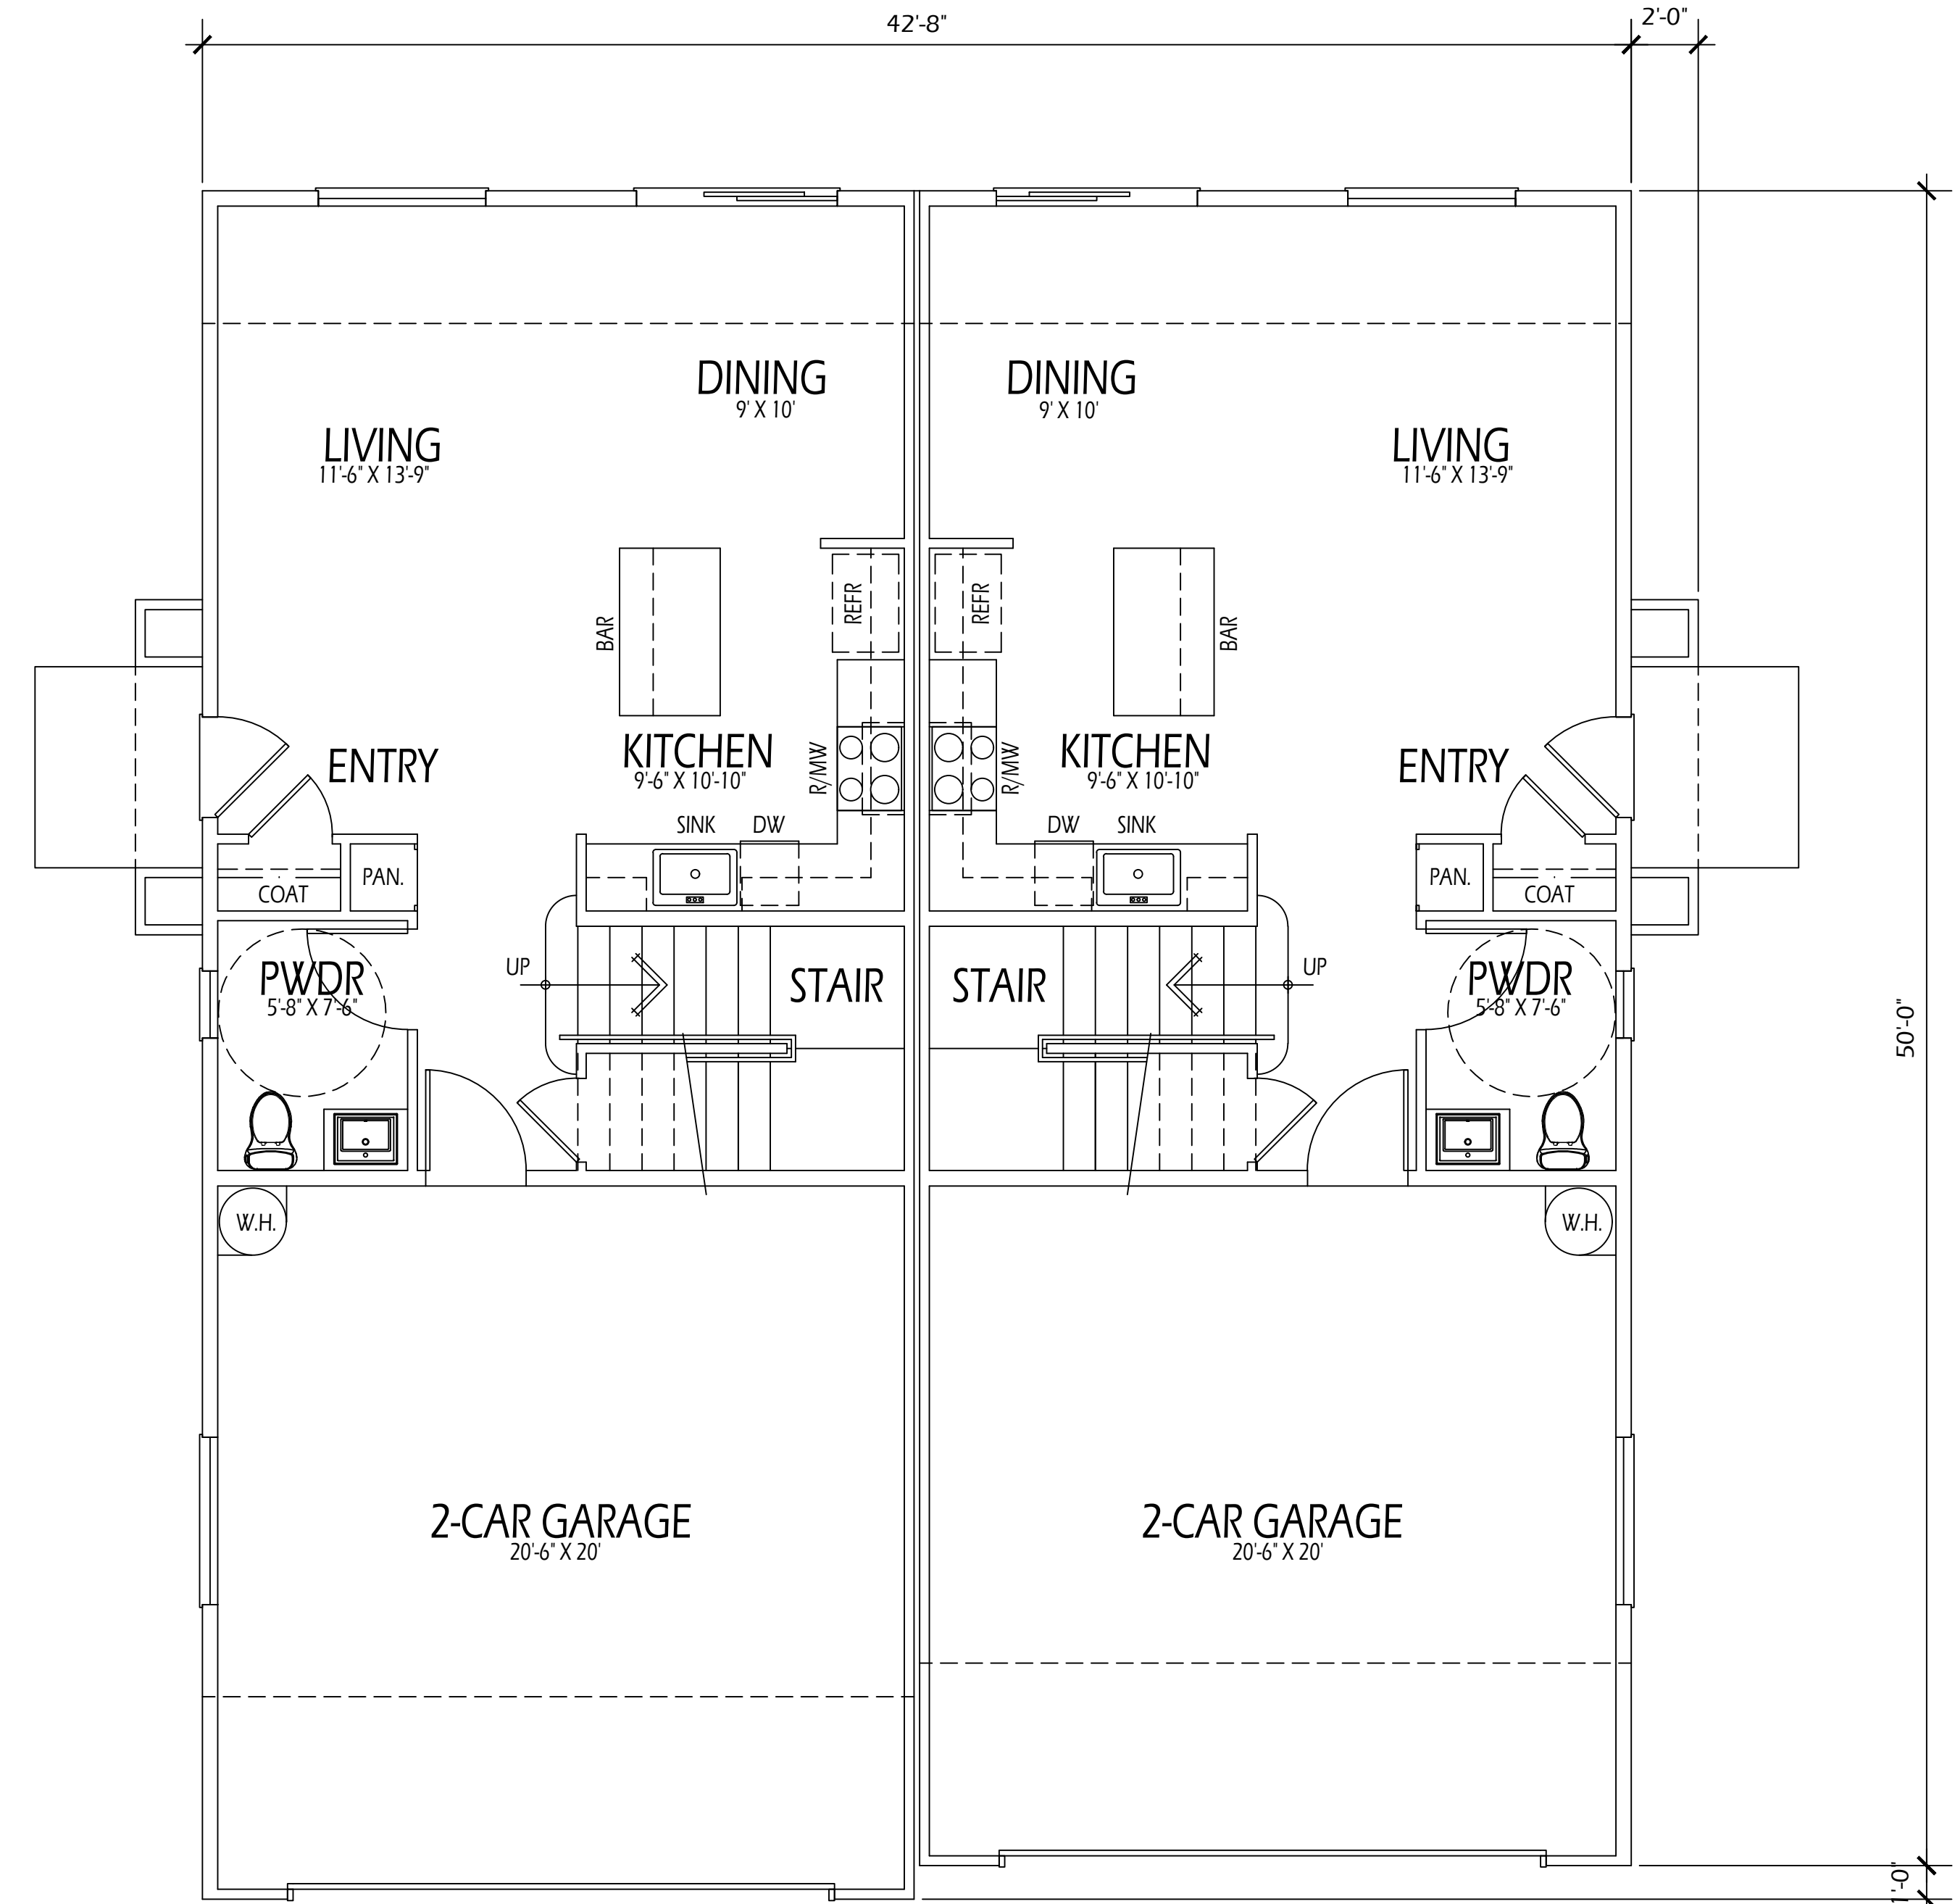 42'-8"
2'-0"
DINING
9' X 10'
DINING
9' X 10'
LIVING
11'-6" X 13'-9"
LIVING
11'-6" X 13'-9"
REFR
REFR
BAR
BAR
ENTRY
KITCHEN
9'-6" X 10'-10"
R/MW
R/MW
KITCHEN
9'-6" X 10'-10"
ENTRY
SINK
DW
DW
SINK
COAT
PAN.
PAN.
COAT
PWDR
5'-8" X 7'-6"
UP
STAIR
STAIR
UP
PWDR
5'-8" X 7'-6"
50'-0"
W.H.
W.H.
2-CAR GARAGE
20'-6" X 20'
2-CAR GARAGE
20'-6" X 20'
1'-0"